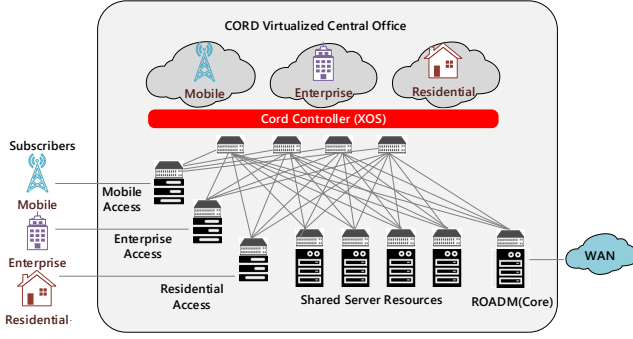 CORD Virtualized Central Office
Mobile
Enterprise
Residential
Cord Controller (XOS)
Subscribers
Mobile
Enterprise
Residential
Mobile
Access
Enterprise
Access
Residential
Access
Shared Server Resources
ROADM(Core)
WAN